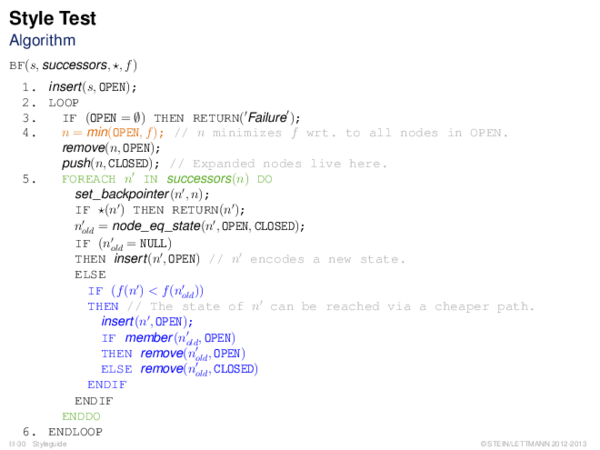 Style Test
Algorithm
BF(s, successors, ⋆, f)
1. insert(s, OPEN);
2. LOOP
3. IF (OPEN = ∅) THEN RETURN('Failure');
4. n = min(OPEN, f); // n minimizes f wrt. to all nodes in OPEN.
remove(n, OPEN);
push(n, CLOSED); // Expanded nodes live here.
5. FOREACH n′ IN successors(n) DO
set_backpointer(n′, n);
IF ⋆(n′) THEN RETURN(n′);
n′old = node_eq_state(n′, OPEN, CLOSED);
IF (n′old = NULL)
THEN insert(n′, OPEN) // n′ encodes a new state.
ELSE
IF (f(n′) < f(n′old))
THEN // The state of n′ can be reached via a cheaper path.
insert(n′, OPEN);
IF member(n′old, OPEN)
THEN remove(n′old, OPEN)
ELSE remove(n′old, CLOSED)
ENDIF
ENDIF
ENDDO
6. ENDLOOP
III-30 Styleguide ©STEIN/LETTMANN 2012-2013